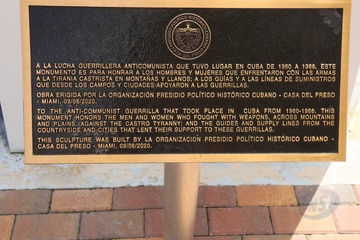 A LA LUCHA GUERRILLERA ANTICOMUNISTA QUE TUVO LUGAR EN CUBA DE 1960 A 1966. ESTE
MONUMENTO ES PARA HONRAR A LOS HOMBRES Y MUJERES QUE ENFRENTARON CON LAS ARMAS
A LA TIRANIA CASTRISTA EN MONTAÑAS Y LLANOS; A LOS GUÍAS Y A LAS LÍNEAS DE SUMINISTROS
QUE DESDE LOS CAMPOS Y CIUDADES APOYARON A LAS GUERRILLAS.
OBRA ERIGIDA POR LA ORGANIZACIÓN PRESIDIO POLÍTICO HISTÓRICO CUBANO - CASA DEL PRESO
- MIAMI, 09/08/2020.
TO THE ANTI-COMMUNIST GUERRILLA THAT TOOK PLACE IN CUBA FROM 1960-1966. THIS
MONUMENT HONORS THE MEN AND WOMEN WHO FOUGHT WITH WEAPONS, ACROSS MOUNTAINS
AND PLAINS, AGAINST THE CASTRO TYRANNY; AND THE GUIDES AND SUPPLY LINES FROM THE
COUNTRYSIDE AND CITIES THAT LENT THEIR SUPPORT TO THESE GUERRILLAS.
THIS SCULPTURE WAS BUILT BY LA ORGANIZACIÓN PRESIDIO POLÍTICO HISTÓRICO CUBANO -
CASA DEL PRESO - MIAMI, 09/08/2020.